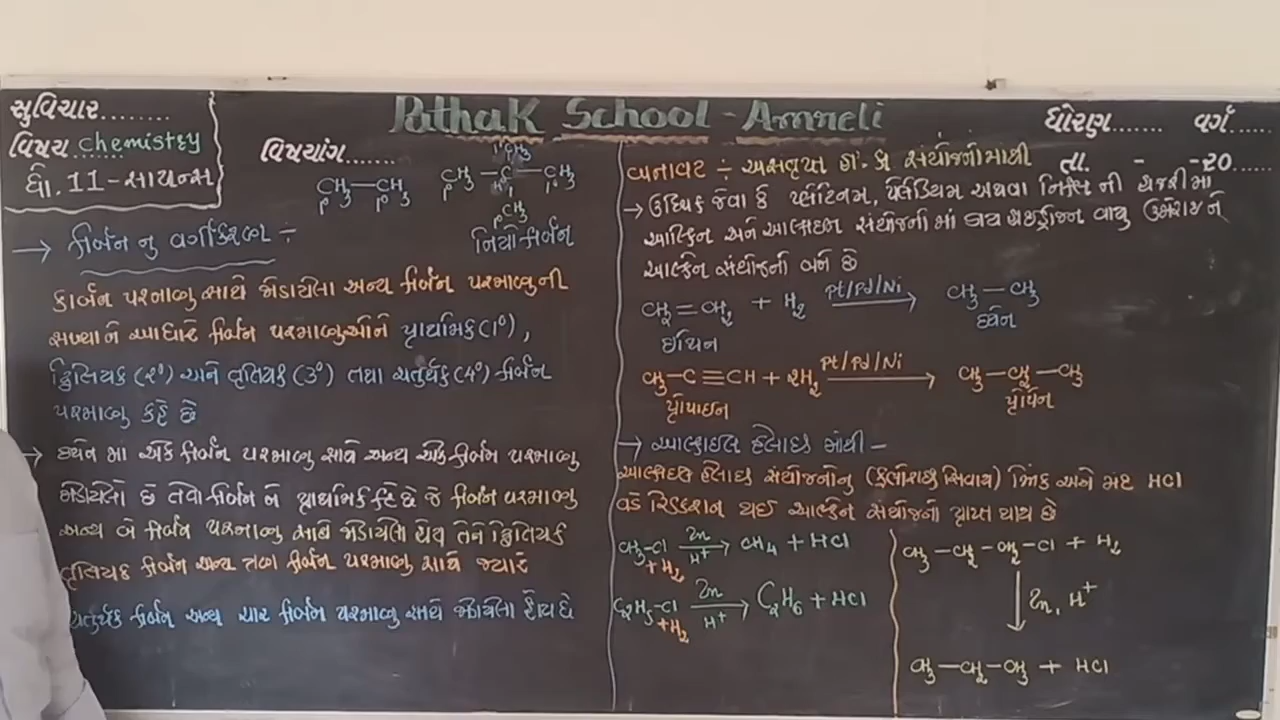 Pathak School - Amreli
સુવિચાર........
વિષય chemistry
ધો. 11 - સાયન્સ
વિષયાંગ.......
ધોરણ....... વર્ગ......
તા. - -20.....
CH3—CH3
CH3—C—CH3
CH3
CH3
→ કાર્બન નુ વર્ગીકરણ :-
કાર્બન પરમાણુ સાથે જોડાયેલા અન્ય કાર્બન પરમાણુની
સંખ્યાને આધારે કાર્બન પરમાણુઓને પ્રાથમિક (1°),
દ્વિતિયક (2°) અને તૃતિયક (3°) તથા ચતુર્થક (4°) કાર્બન
પરમાણુ કહે છે
→ ઇથેન માં એક કાર્બન પરમાણુ સાથે અન્ય એક કાર્બન પરમાણુ
જોડાયેલો છે તેવા કાર્બન ને પ્રાથમિક કહે છે જે કાર્બન પરમાણુ
અન્ય બે કાર્બન પરમાણુ સાથે જોડાયેલો હોય તેને દ્વિતિયક
તૃતિયક કાર્બન અન્ય ત્રણ કાર્બન પરમાણુ સાથે જ્યારે
ચતુર્થક કાર્બન અન્ય ચાર કાર્બન પરમાણુ સાથે જોડાયેલા હોય છે
બનાવટ :- અસંતૃપ્ત હા. કા સંયોજનોમાંથી
→ ઉદ્દિપક જેવા કે પ્લેટિનમ, પેલેડિયમ અથવા નિકલ ની હાજરીમાં
આલ્કિન અને આલ્કાઇન સંયોજનો માં હાઇડ્રોજન વાયુ ઉમેરાઇ ને
આલ્કેન સંયોજનો બને છે
CH2=CH2 + H2 Pt/Pd/Ni → CH3—CH3
ઇથિન ઇથેન
CH3—C≡CH + 2H2 Pt/Pd/Ni → CH3—CH2—CH3
પ્રોપાઇન પ્રોપેન
→ આલ્કાઇલ હેલાઇડ માંથી -
આલ્કાઇલ હેલાઇડ સંયોજનોનુ (ફ્લોરાઇડ સિવાય) ઝિંક અને મંદ HCl
વડે રિડક્શન થઇ આલ્કેન સંયોજનો પ્રાપ્ત થાય છે
CH3—Cl + H2 Zn/H+ → CH4 + HCl
C2H5—Cl + H2 Zn/H+ → C2H6 + HCl
CH3—CH2—CH2—Cl + H2
↓ Zn, H+
CH3—CH2—CH3 + HCl